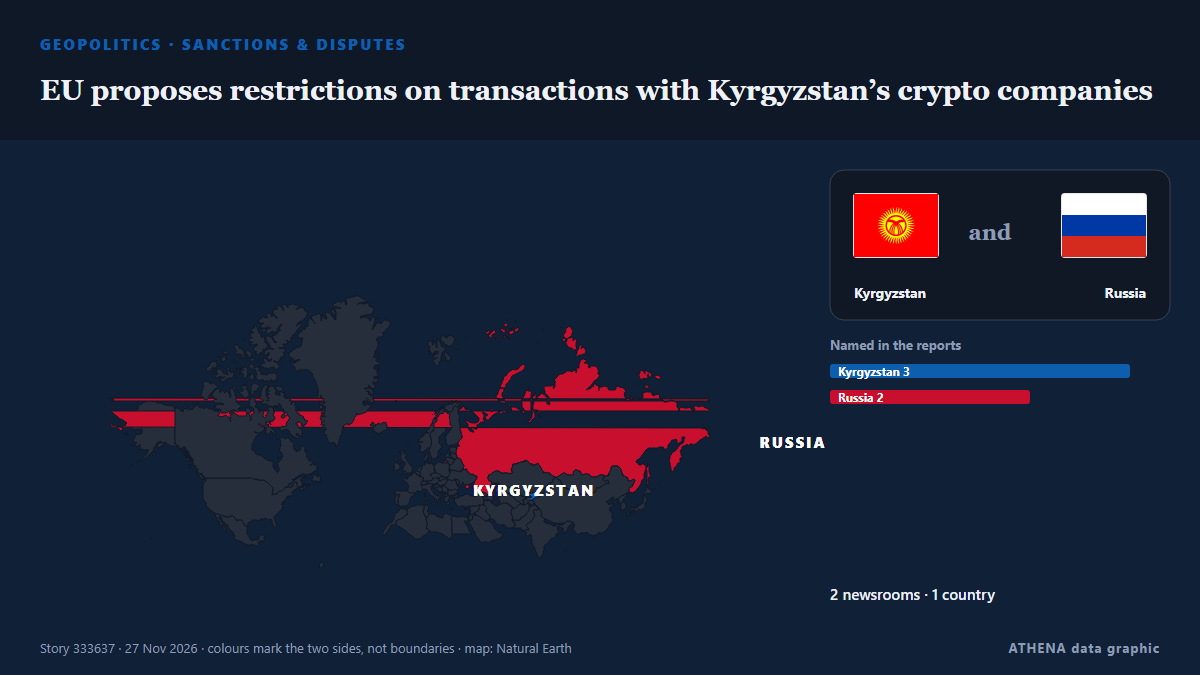 GEOPOLITICS · SANCTIONS & DISPUTES
EU proposes restrictions on transactions with Kyrgyzstan’s crypto companies
and
Kyrgyzstan
Russia
Named in the reports
Kyrgyzstan 3
Russia 2
RUSSIA
KYRGYZSTAN
2 newsrooms · 1 country
Story 333637 · 27 Nov 2026 · colours mark the two sides, not boundaries · map: Natural Earth
ATHENA data graphic